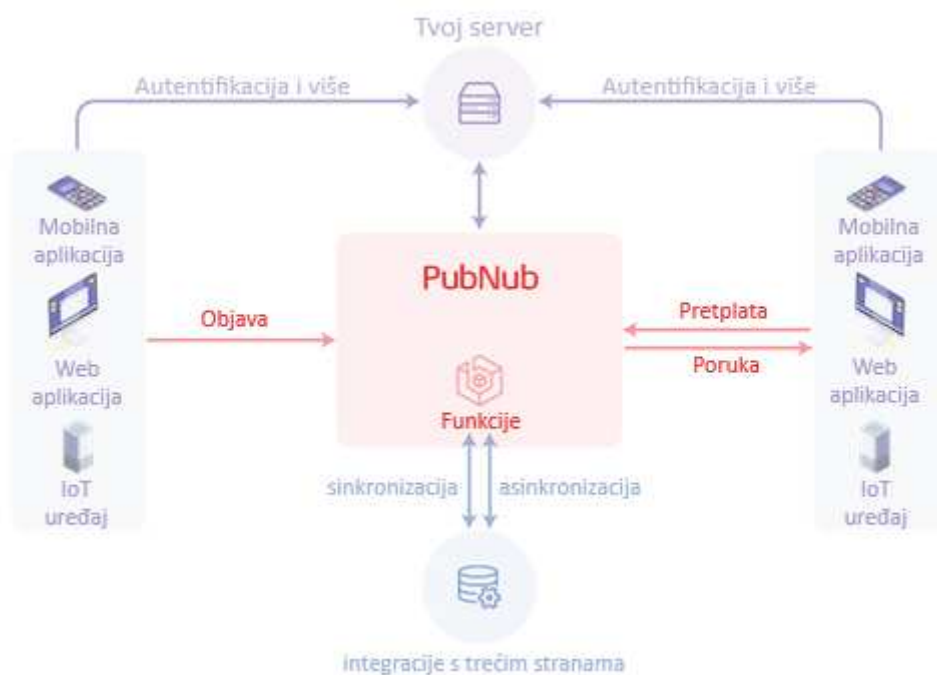 Tvoj server
Autentifikacija i više
Autentifikacija i više
Mobilna
aplikacija
Web
aplikacija
IoT
uređaj
Objava
PubNub
Funkcije
Pretplata
Poruka
Mobilna
aplikacija
Web
aplikacija
IoT
uređaj
sinkronizacija
asinkronizacija
integracije s trećim stranama